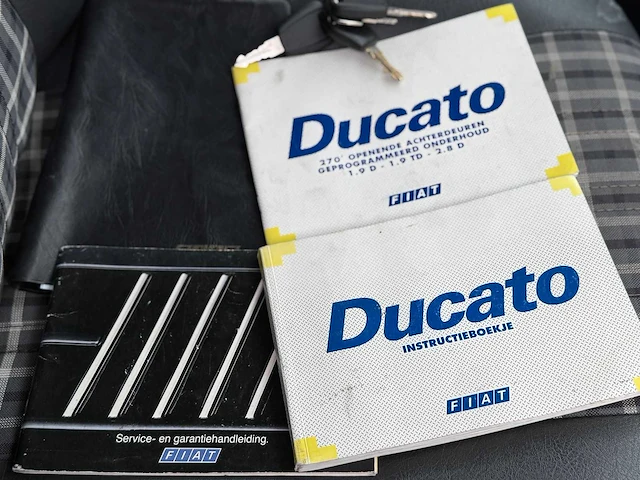 Ducato
270° OPENENDE ACHTERDEUREN
GEPROGRAMMEERD ONDERHOUD
1.9 D - 1.9 TD - 2.8 D
FIAT
Ducato
INSTRUCTIEBOEKJE
FIAT
Service- en garantiehandleiding.
FIAT